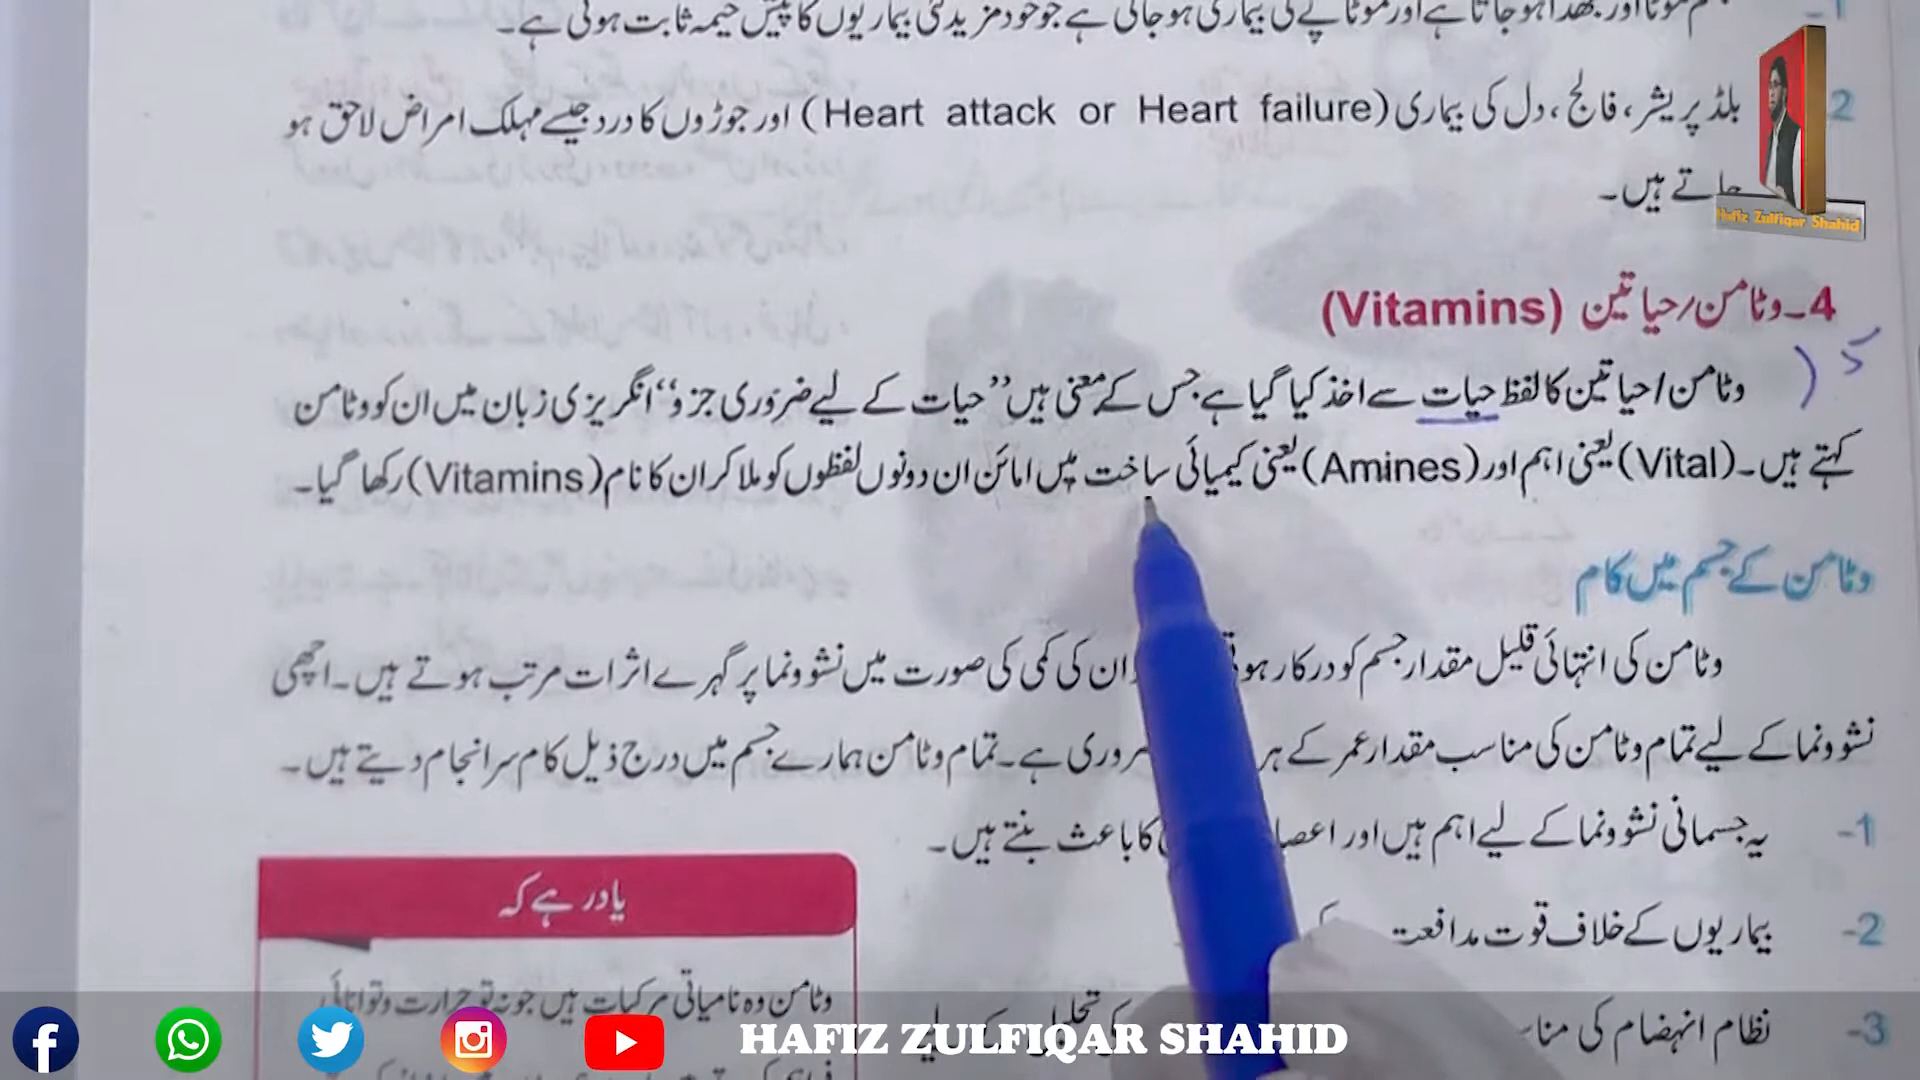 بلڈ پریشر، فالج، دل کی بیماری (Heart attack or Heart failure) اور جوڑوں کا درد جیسے مہلک امراض لاحق ہو
2
جاتے ہیں۔
Hafiz Zulfiqar Shahid
4۔وٹامن/حیاتین (Vitamins)
وٹامن/حیاتین کا لفظ حیات سے اخذ کیا گیا ہے جس کے معنی ہیں ”حیات کے لیے ضروری جزو“ انگریزی زبان میں ان کو وٹامن
کہتے ہیں۔ (Vital) یعنی اہم اور (Amines) یعنی کیمیائی ساخت میں امائن ان دونوں لفظوں کو ملا کر ان کا نام (Vitamins) رکھا گیا۔
وٹامن کے جسم میں کام
وٹامن کی انتہائی قلیل مقدار جسم کو درکار ان کی کمی کی صورت میں نشوونما پر گہرے اثرات مرتب ہوتے ہیں۔ اچھی
نشوونما کے لیے تمام وٹامن کی مناسب مقدار عمر کے ہر ضروری ہے۔ تمام وٹامن ہمارے جسم میں درج ذیل کام سرانجام دیتے ہیں۔
1- یہ جسمانی نشوونما کے لیے اہم ہیں اور کا باعث بنتے ہیں۔
یاد رہے کہ
2- بیماریوں کے خلاف قوت مدافعت
وٹامن وہ نامیاتی مرکبات ہیں جو نہ تو حرارت و توانائی
3- نظام انہضام کی
HAFIZ ZULFIQAR SHAHID